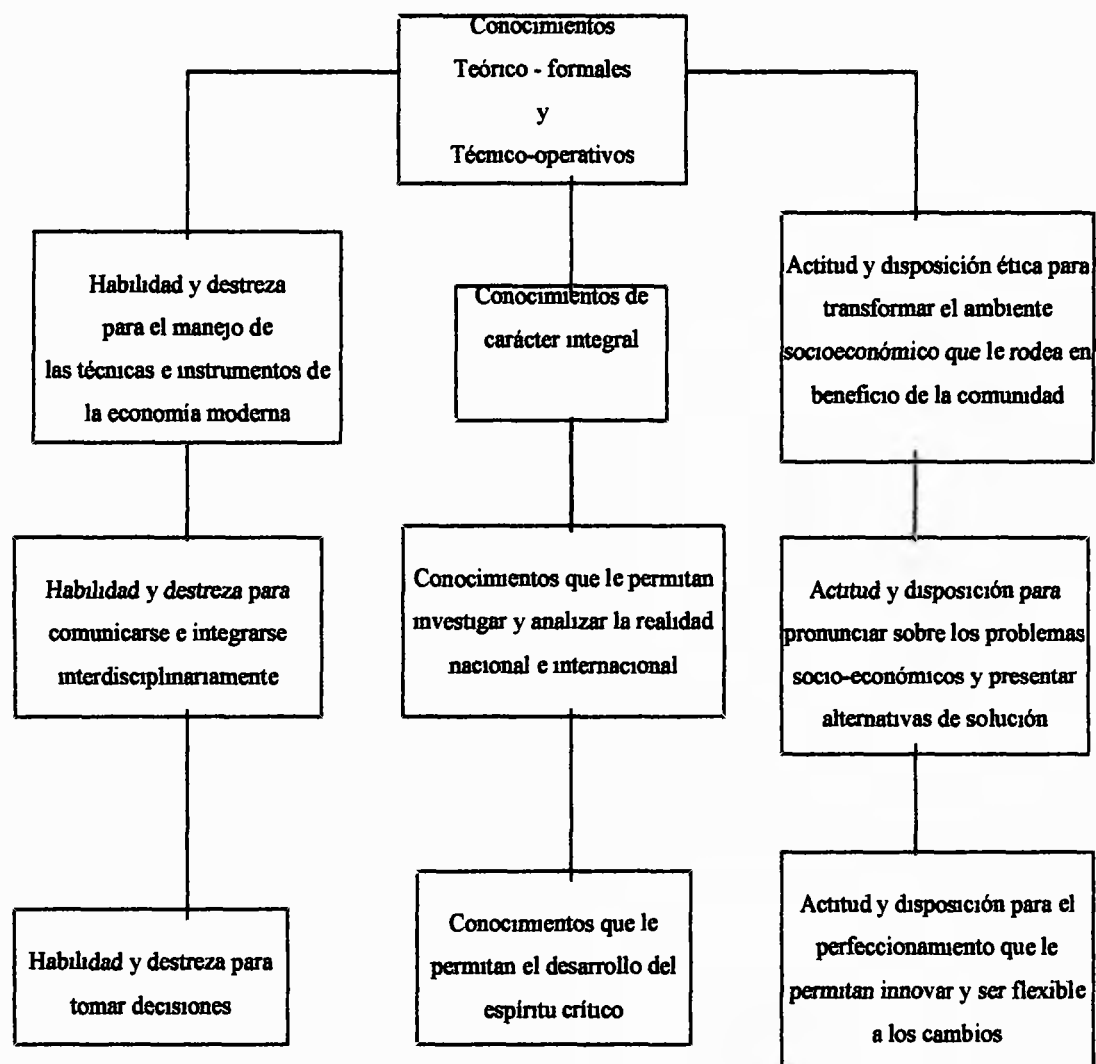 Conocimientos
Teórico - formales
y
Técnico-operativos
Habilidad y destreza
para el manejo de
las técnicas e instrumentos de
la economía moderna
Conocimientos de
carácter integral
Actitud y disposición ética para
transformar el ambiente
socioeconómico que le rodea en
beneficio de la comunidad
Habilidad y destreza para
comunicarse e integrarse
interdisciplinariamente
Conocimientos que le permitan
investigar y analizar la realidad
nacional e internacional
Actitud y disposición para
pronunciar sobre los problemas
socio-económicos y presentar
alternativas de solución
Habilidad y destreza para
tomar decisiones
Conocimientos que le
permitan el desarrollo del
espíritu crítico
Actitud y disposición para el
perfeccionamiento que le
permitan innovar y ser flexible
a los cambios